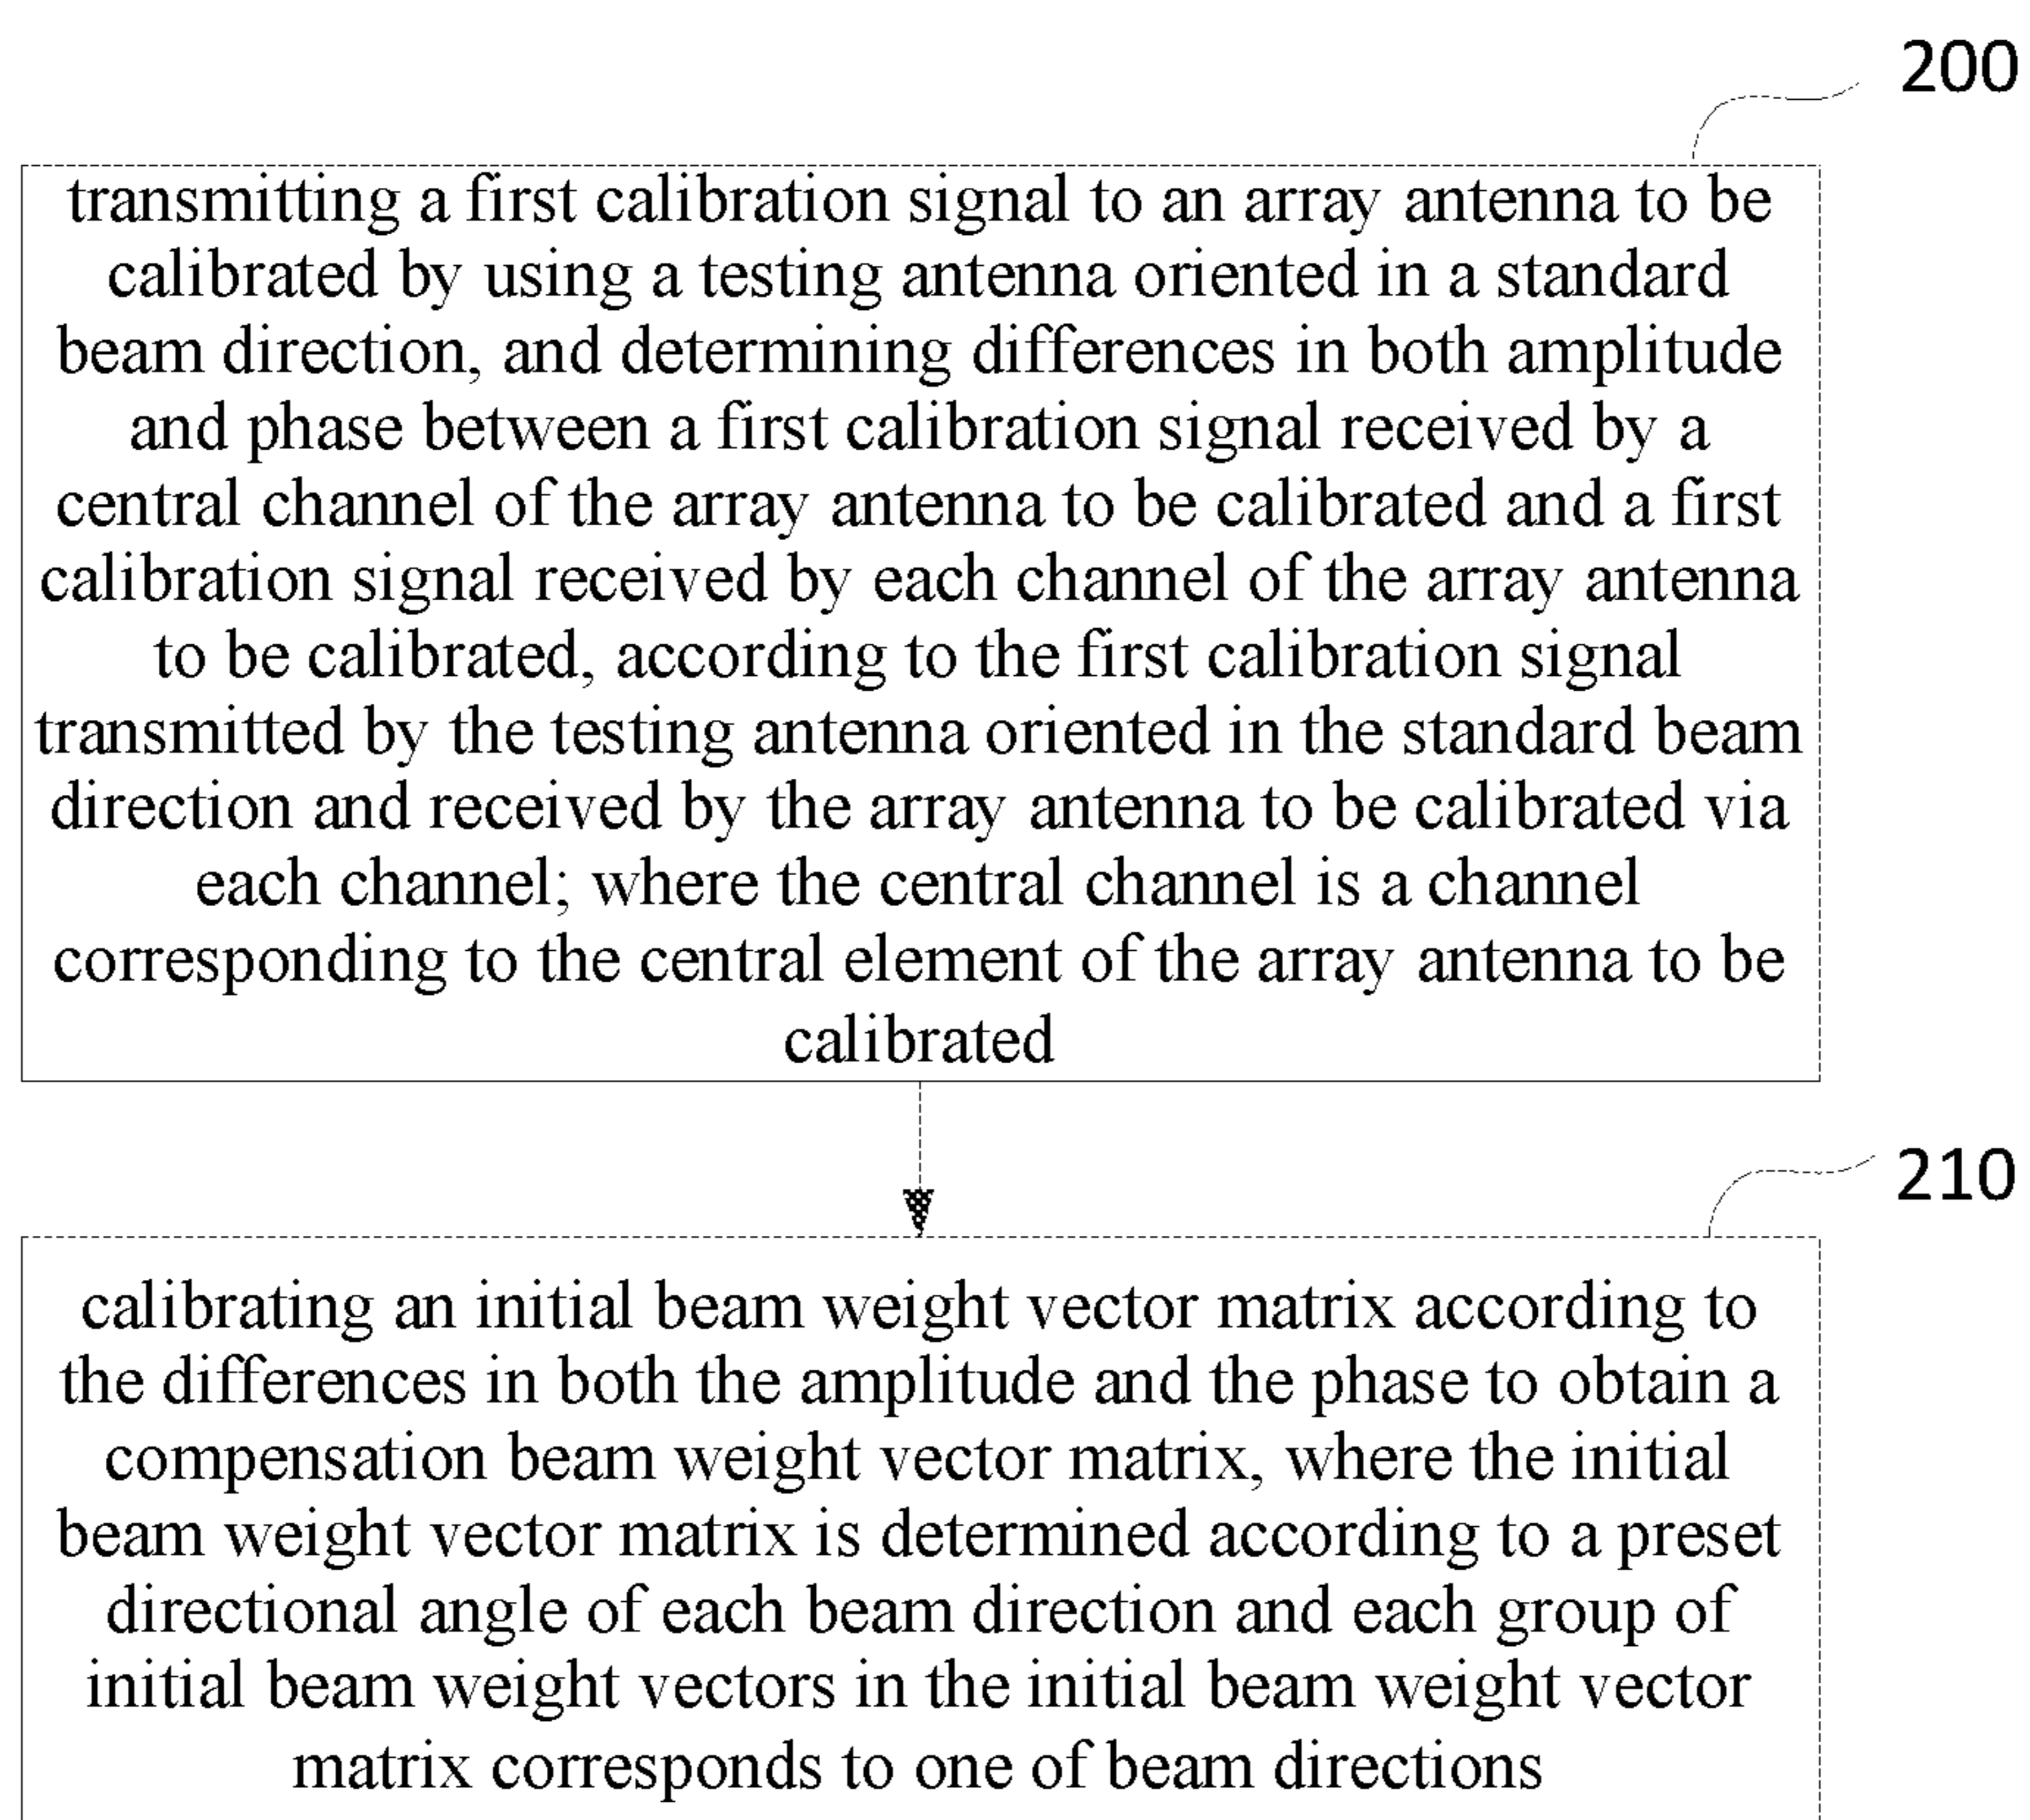 200
transmitting a first calibration signal to an array antenna to be
calibrated by using a testing antenna oriented in a standard
beam direction, and determining differences in both amplitude
and phase between a first calibration signal received by a
central channel of the array antenna to be calibrated and a first
calibration signal received by each channel of the array antenna
to be calibrated, according to the first calibration signal
transmitted by the testing antenna oriented in the standard beam
direction and received by the array antenna to be calibrated via
each channel; where the central channel is a channel
corresponding to the central element of the array antenna to be
calibrated
210
calibrating an initial beam weight vector matrix according to
the differences in both the amplitude and the phase to obtain a
compensation beam weight vector matrix, where the initial
beam weight vector matrix is determined according to a preset
directional angle of each beam direction and each group of
initial beam weight vectors in the initial beam weight vector
matrix corresponds to one of beam directions